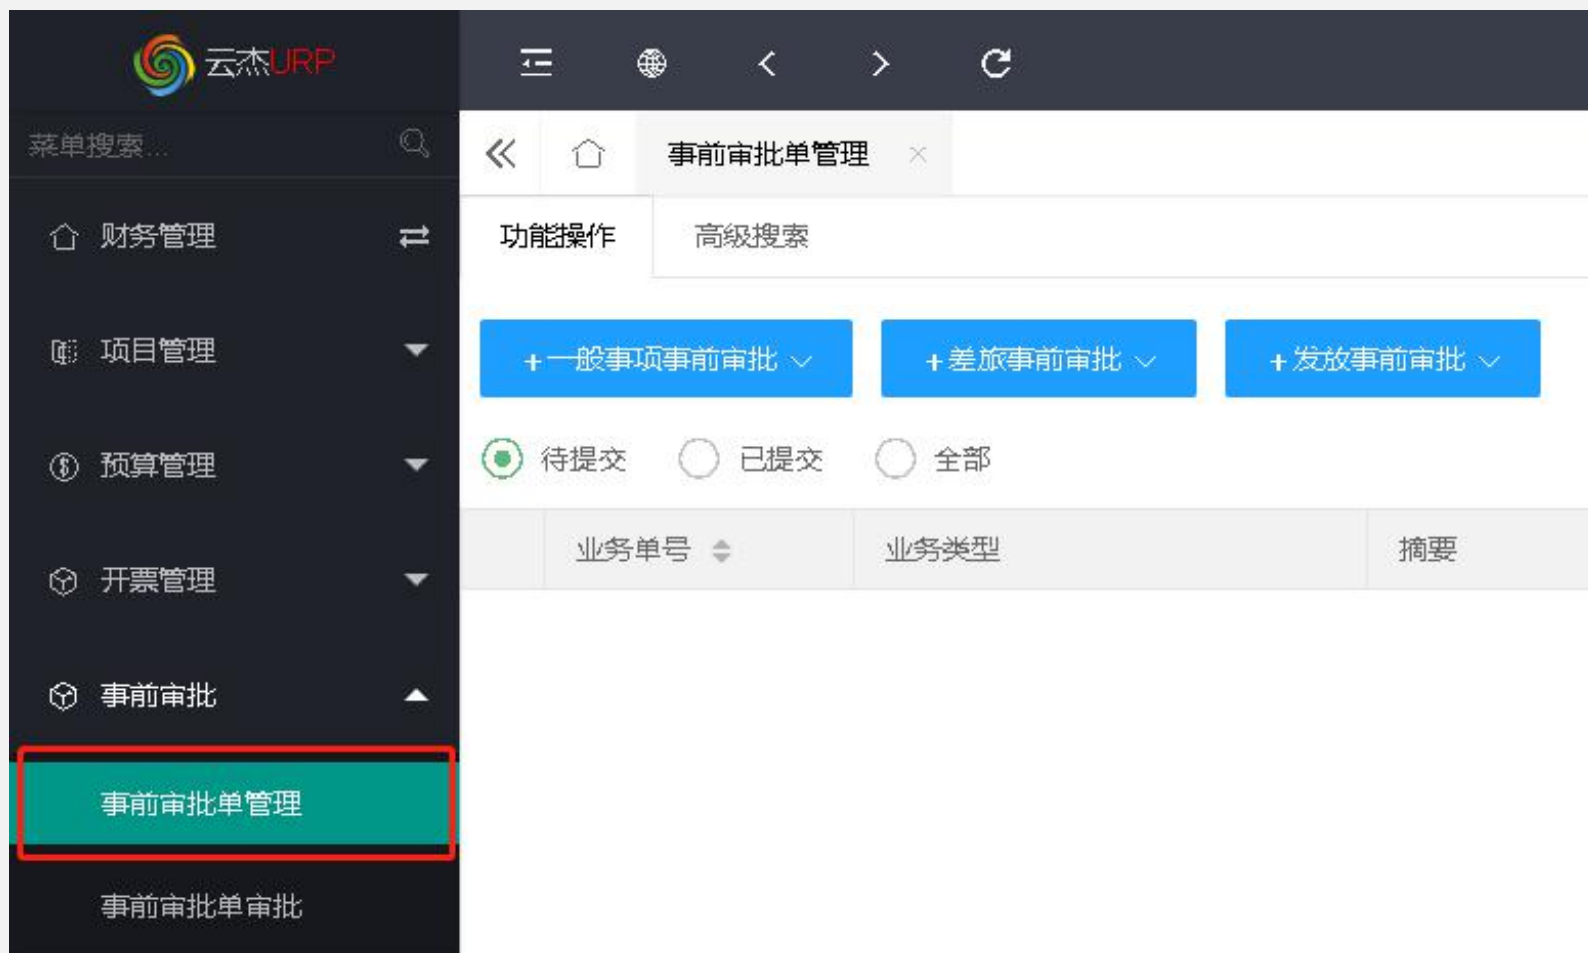 云杰URP
菜单搜索...
事前审批单管理
财务管理
功能操作
高级搜索
项目管理
+一般事项事前审批
+差旅事前审批
+发放事前审批
预算管理
待提交
已提交
全部
业务单号
业务类型
摘要
开票管理
事前审批
事前审批单管理
事前审批单审批